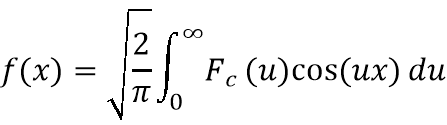 f(x) = √(2/π) ∫₀^∞ F_c (u)cos(ux) du